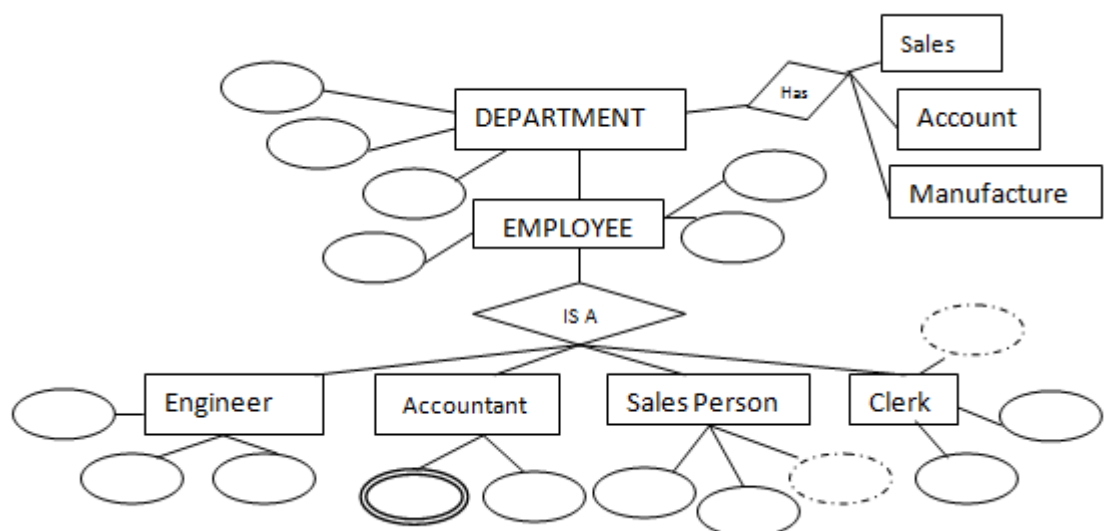 Sales
Has
DEPARTMENT
Account
Manufacture
EMPLOYEE
IS A
Engineer
Accountant
Sales Person
Clerk